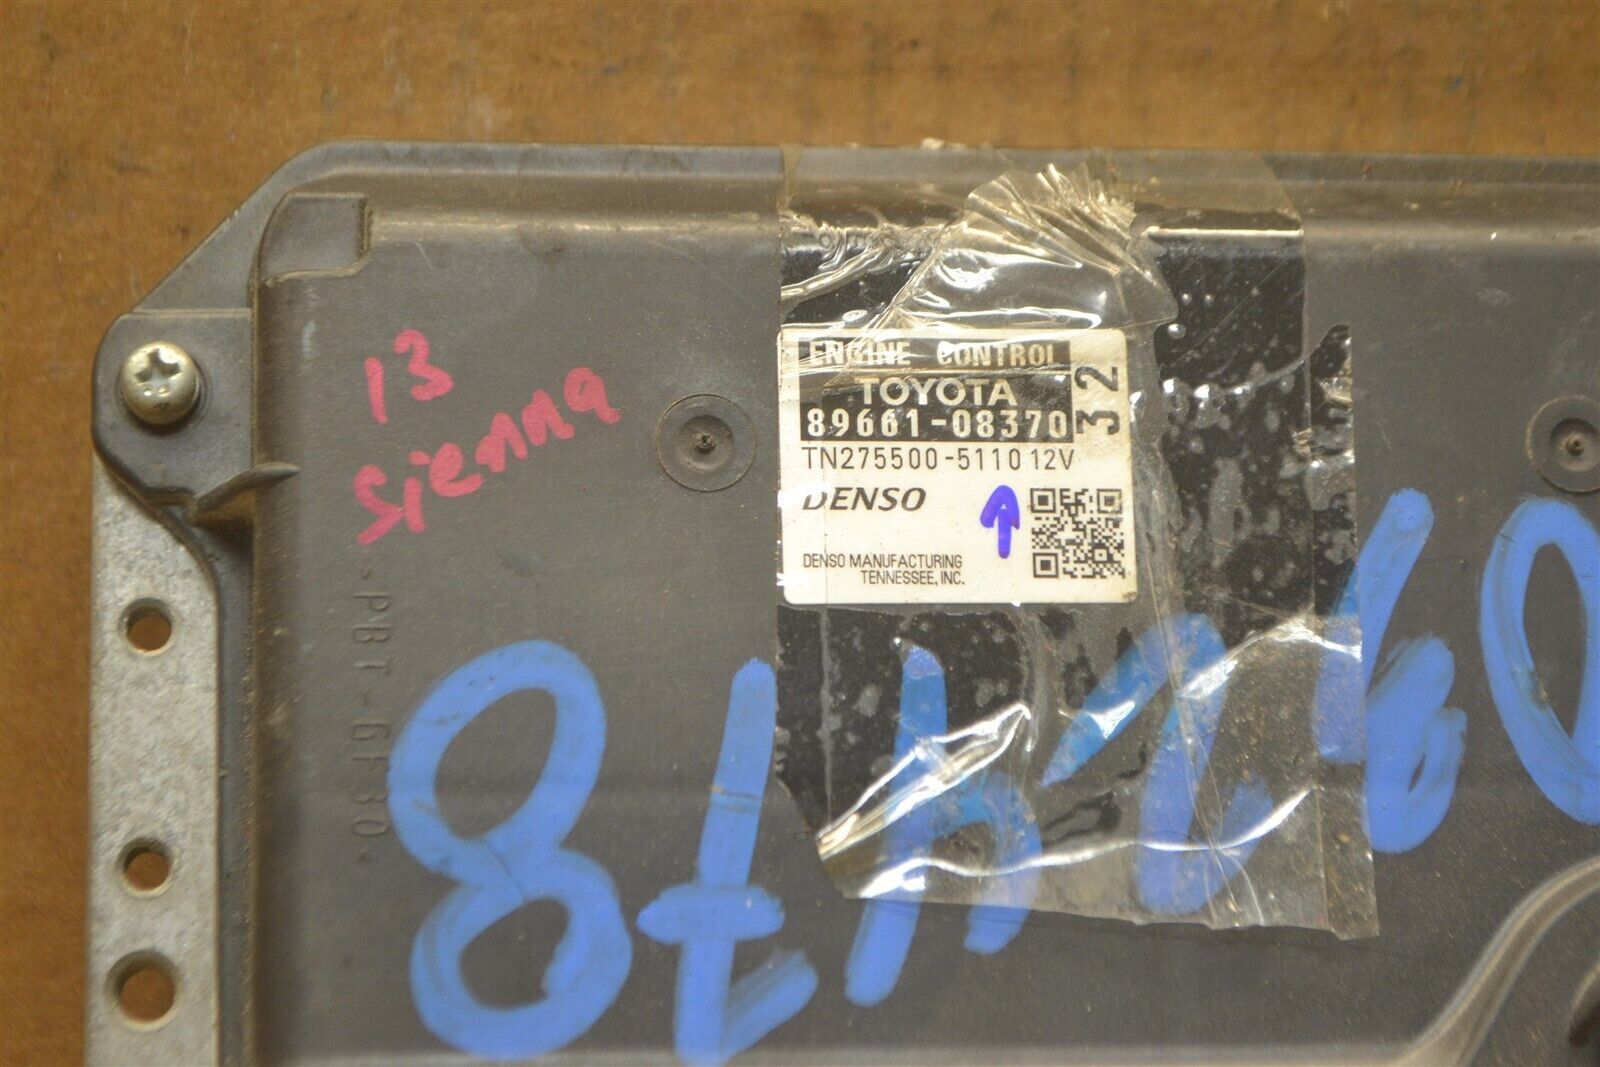 13
Sienna
ENGINE CONTROL
TOYOTA
89661-08370
32
TN275500-5110 12V
DENSO
DENSO MANUFACTURING
TENNESSEE, INC.
>PBT-GF30<